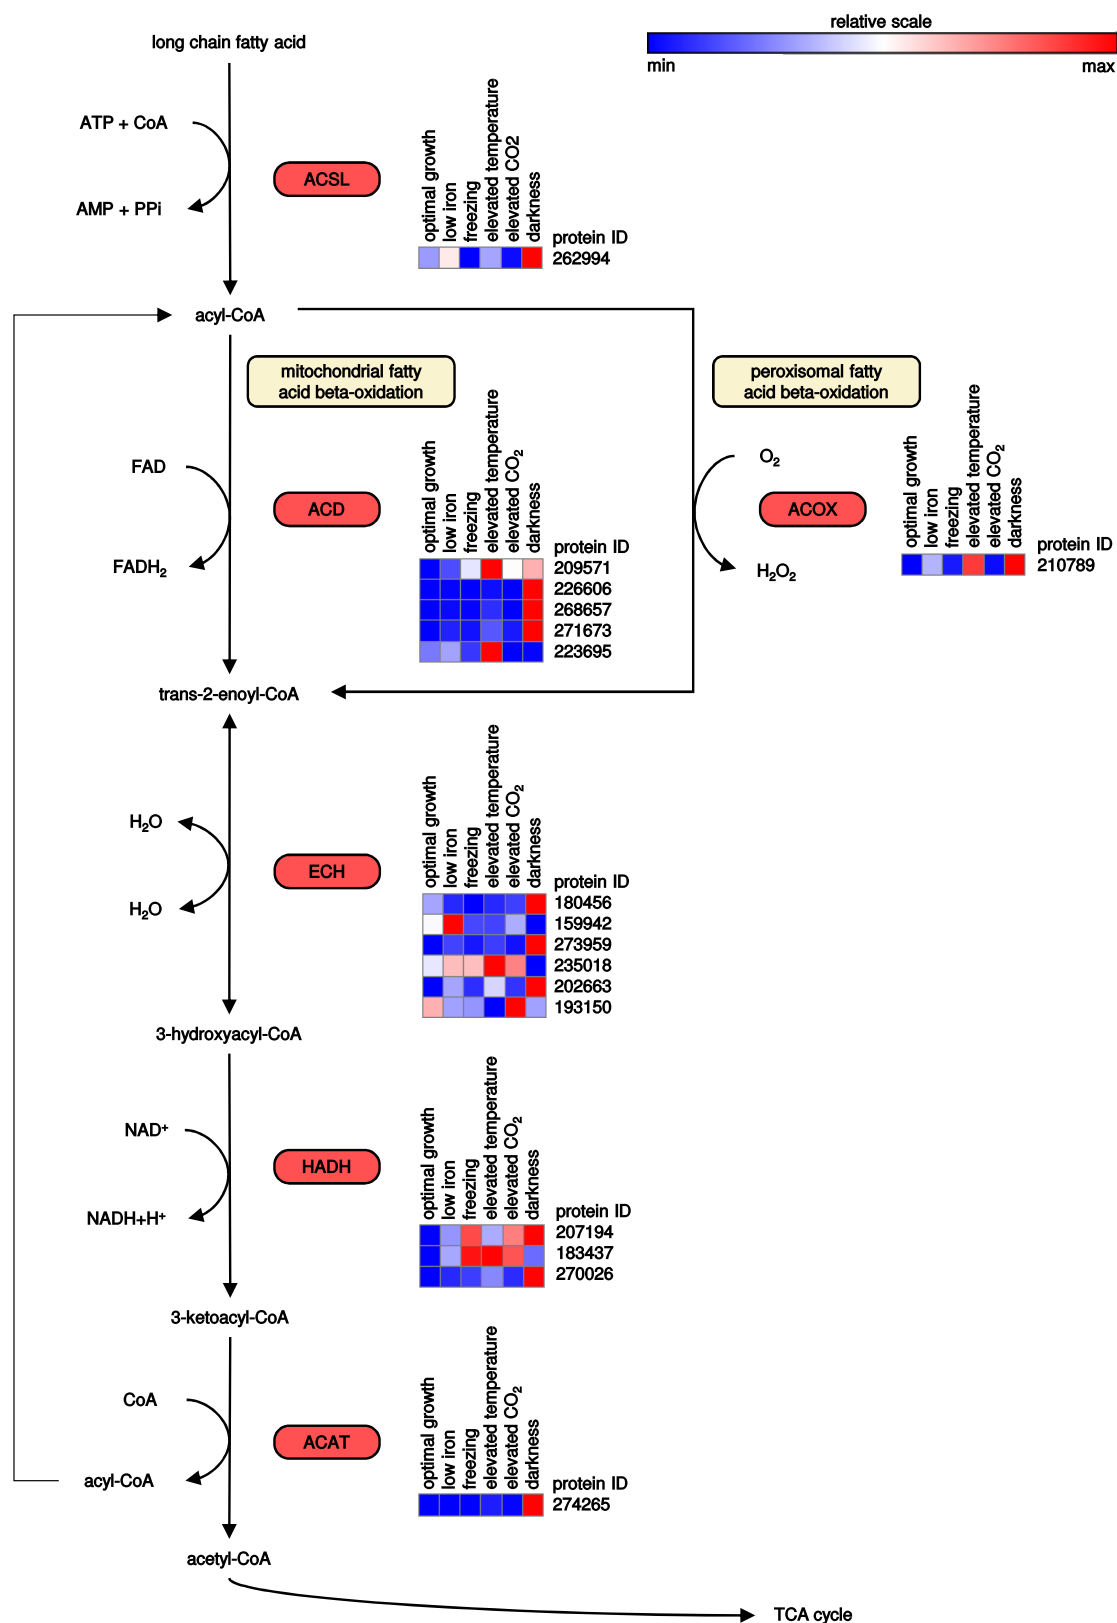 relative scale
min
max
long chain fatty acid
ATP + CoA
ACSL
AMP + PPi
optimal growth
low iron
freezing
elevated temperature
elevated CO2
darkness
protein ID
262994
acyl-CoA
mitochondrial fatty
acid beta-oxidation
peroxisomal fatty
acid beta-oxidation
FAD
ACD
FADH₂
optimal growth
low iron
freezing
elevated temperature
elevated CO₂
darkness
protein ID
209571
226606
268657
271673
223695
O₂
ACOX
H₂O₂
optimal growth
low iron
freezing
elevated temperature
elevated CO₂
darkness
protein ID
210789
trans-2-enoyl-CoA
H₂O
ECH
H₂O
optimal growth
low iron
freezing
elevated temperature
elevated CO₂
darkness
protein ID
180456
159942
273959
235018
202663
193150
3-hydroxyacyl-CoA
NAD⁺
HADH
NADH+H⁺
optimal growth
low iron
freezing
elevated temperature
elevated CO₂
darkness
protein ID
207194
183437
270026
3-ketoacyl-CoA
CoA
ACAT
acyl-CoA
optimal growth
low iron
freezing
elevated temperature
elevated CO₂
darkness
protein ID
274265
acetyl-CoA
TCA cycle